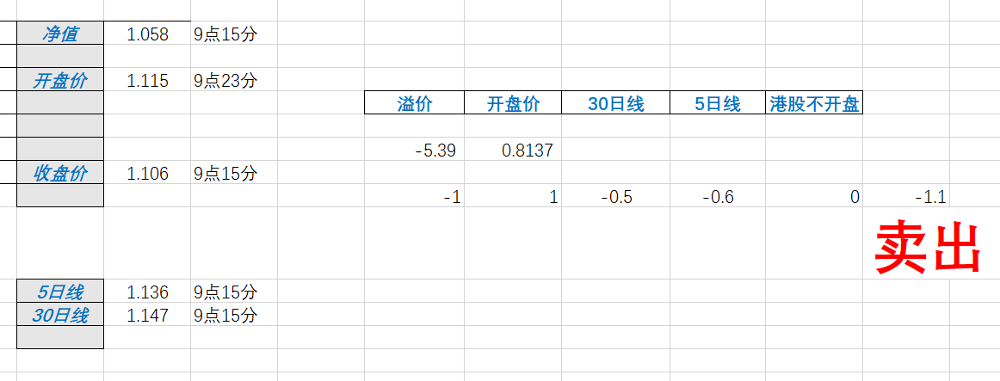 净值 1.058 9点15分
开盘价 1.115 9点23分
溢价 开盘价 30日线 5日线 港股不开盘
-5.39 0.8137
收盘价 1.106 9点15分
-1 1 -0.5 -0.6 0 -1.1
卖出
5日线 1.136 9点15分
30日线 1.147 9点15分